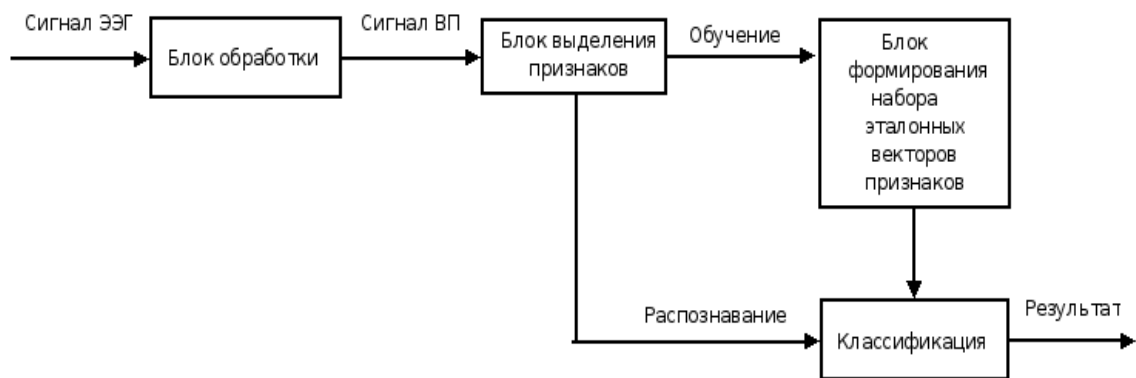 Сигнал ЭЭГ
Блок обработки
Сигнал ВП
Блок выделения
признаков
Обучение
Блок
формирования
набора
эталонных
векторов
признаков
Распознавание
Классификация
Результат